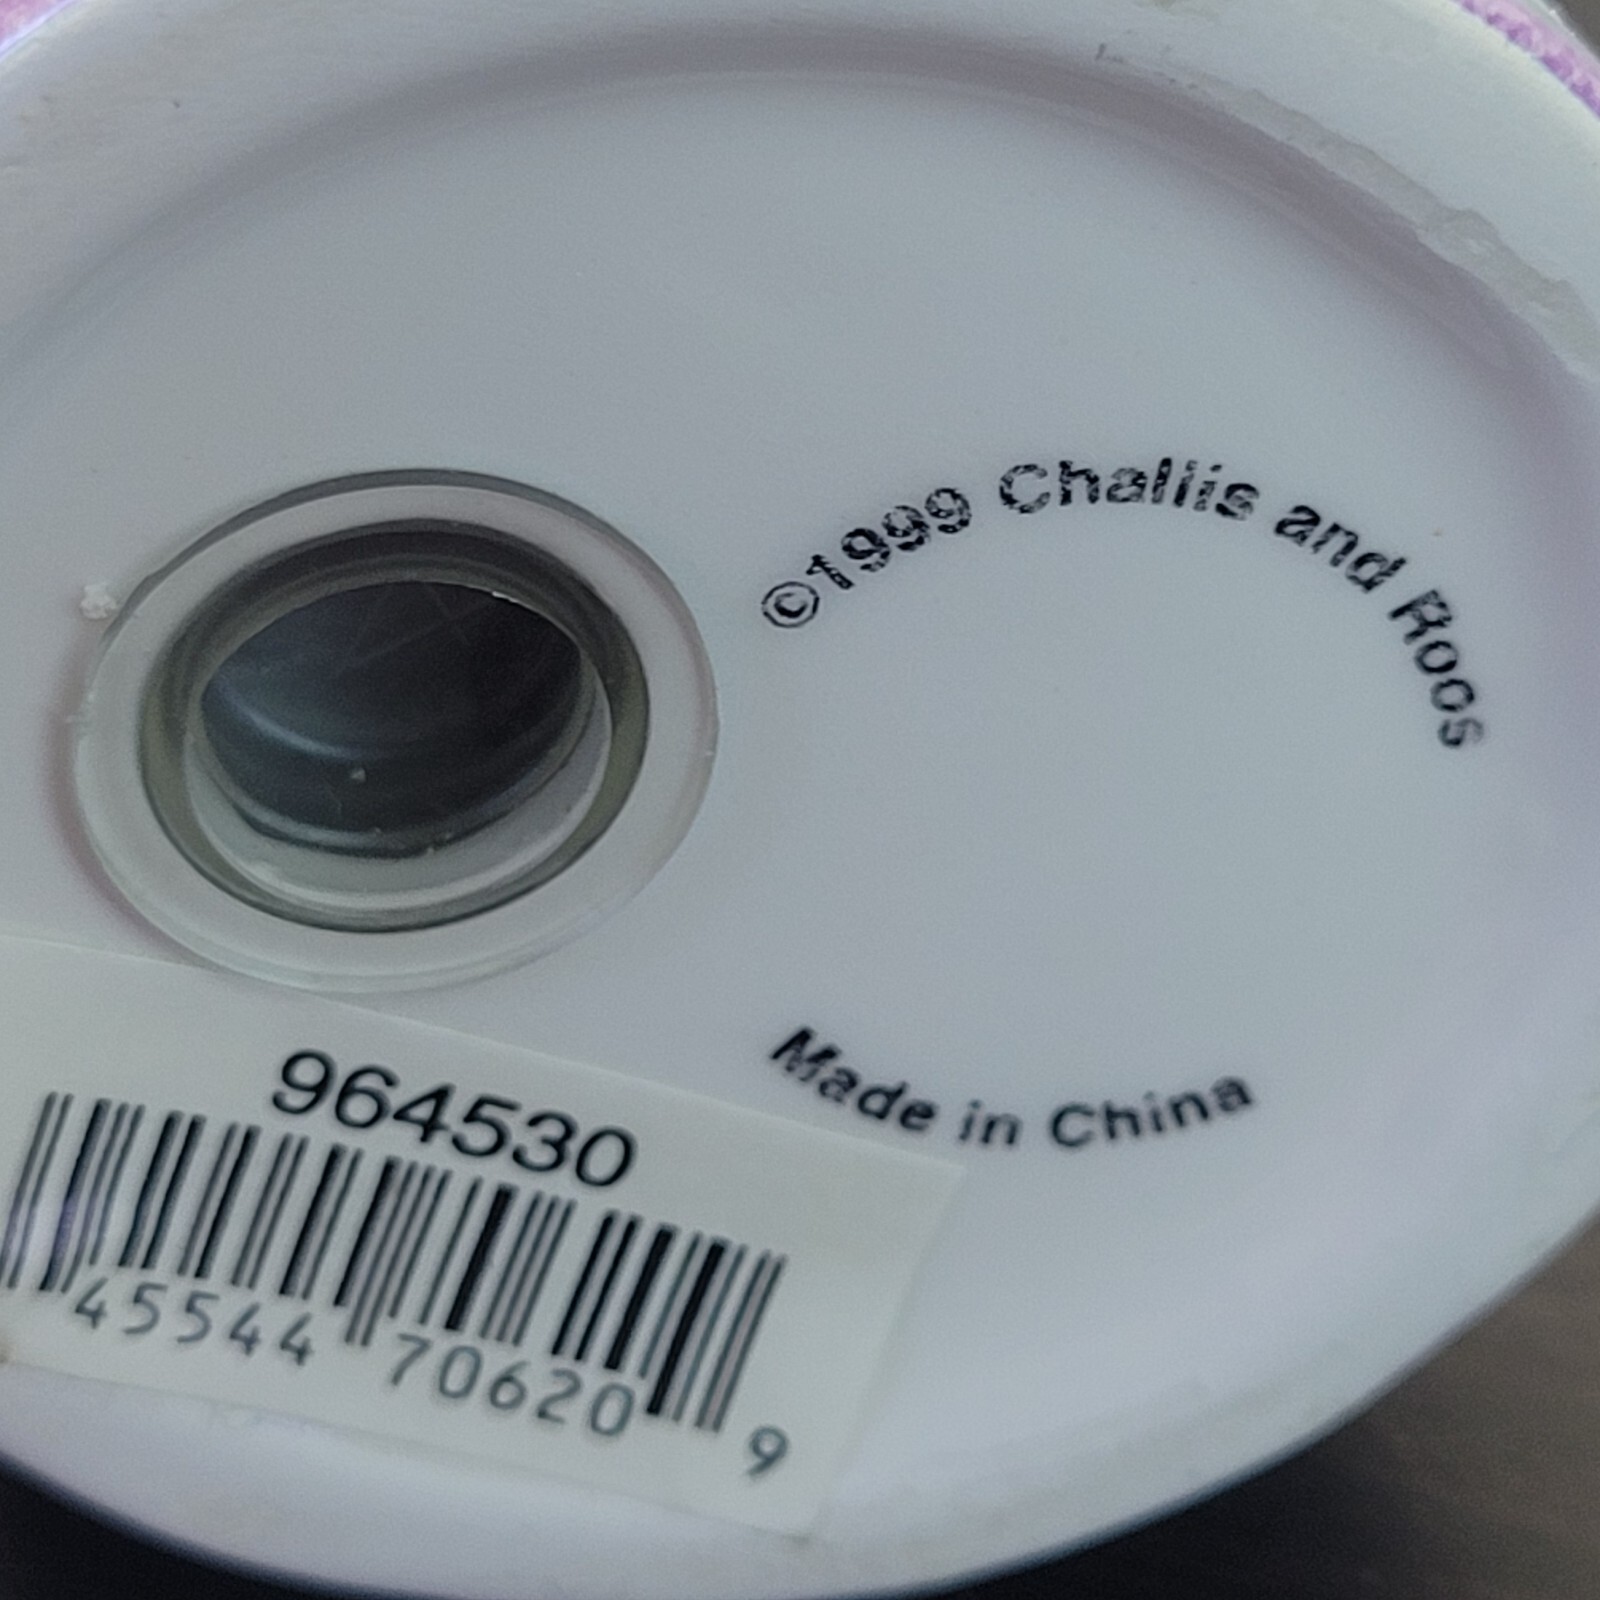 ©1999 Challis and Roos
Made in China
964530
45544 70620 9